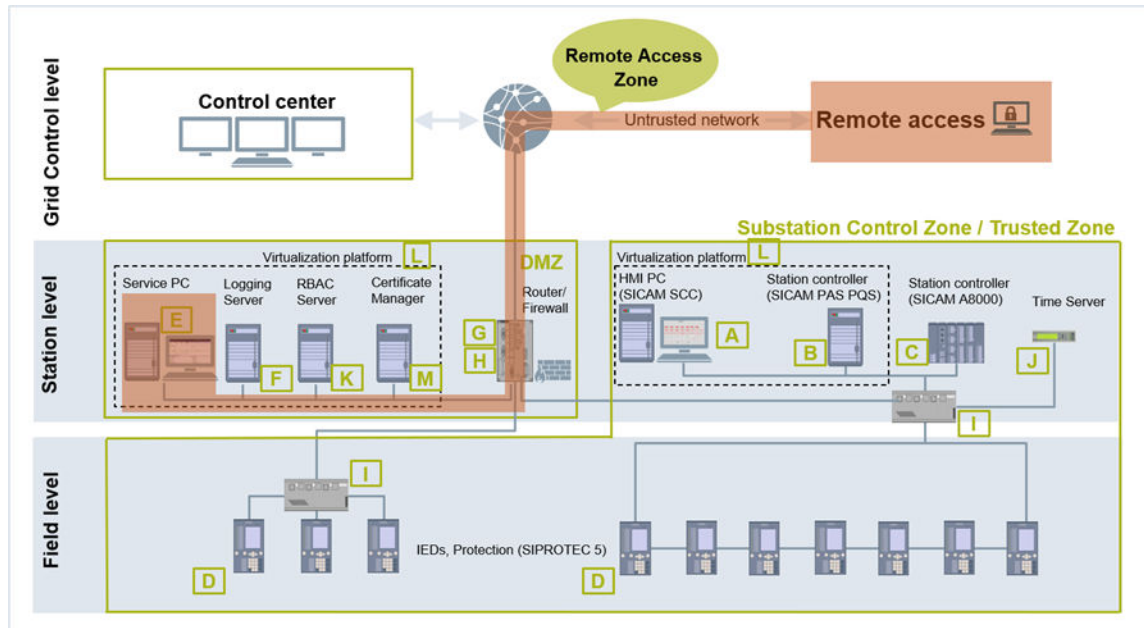 Grid Control level
Control center
Remote Access
Zone
Untrusted network
Remote access
Substation Control Zone / Trusted Zone
Station level
Virtualization platform
L
DMZ
Service PC
E
Logging
Server
F
RBAC
Server
K
Certificate
Manager
M
Router/
Firewall
G
H
Virtualization platform
L
HMI PC
(SICAM SCC)
A
Station controller
(SICAM PAS PQS)
B
Station controller
(SICAM A8000)
C
Time Server
J
I
Field level
I
D
IEDs, Protection (SIPROTEC 5)
D